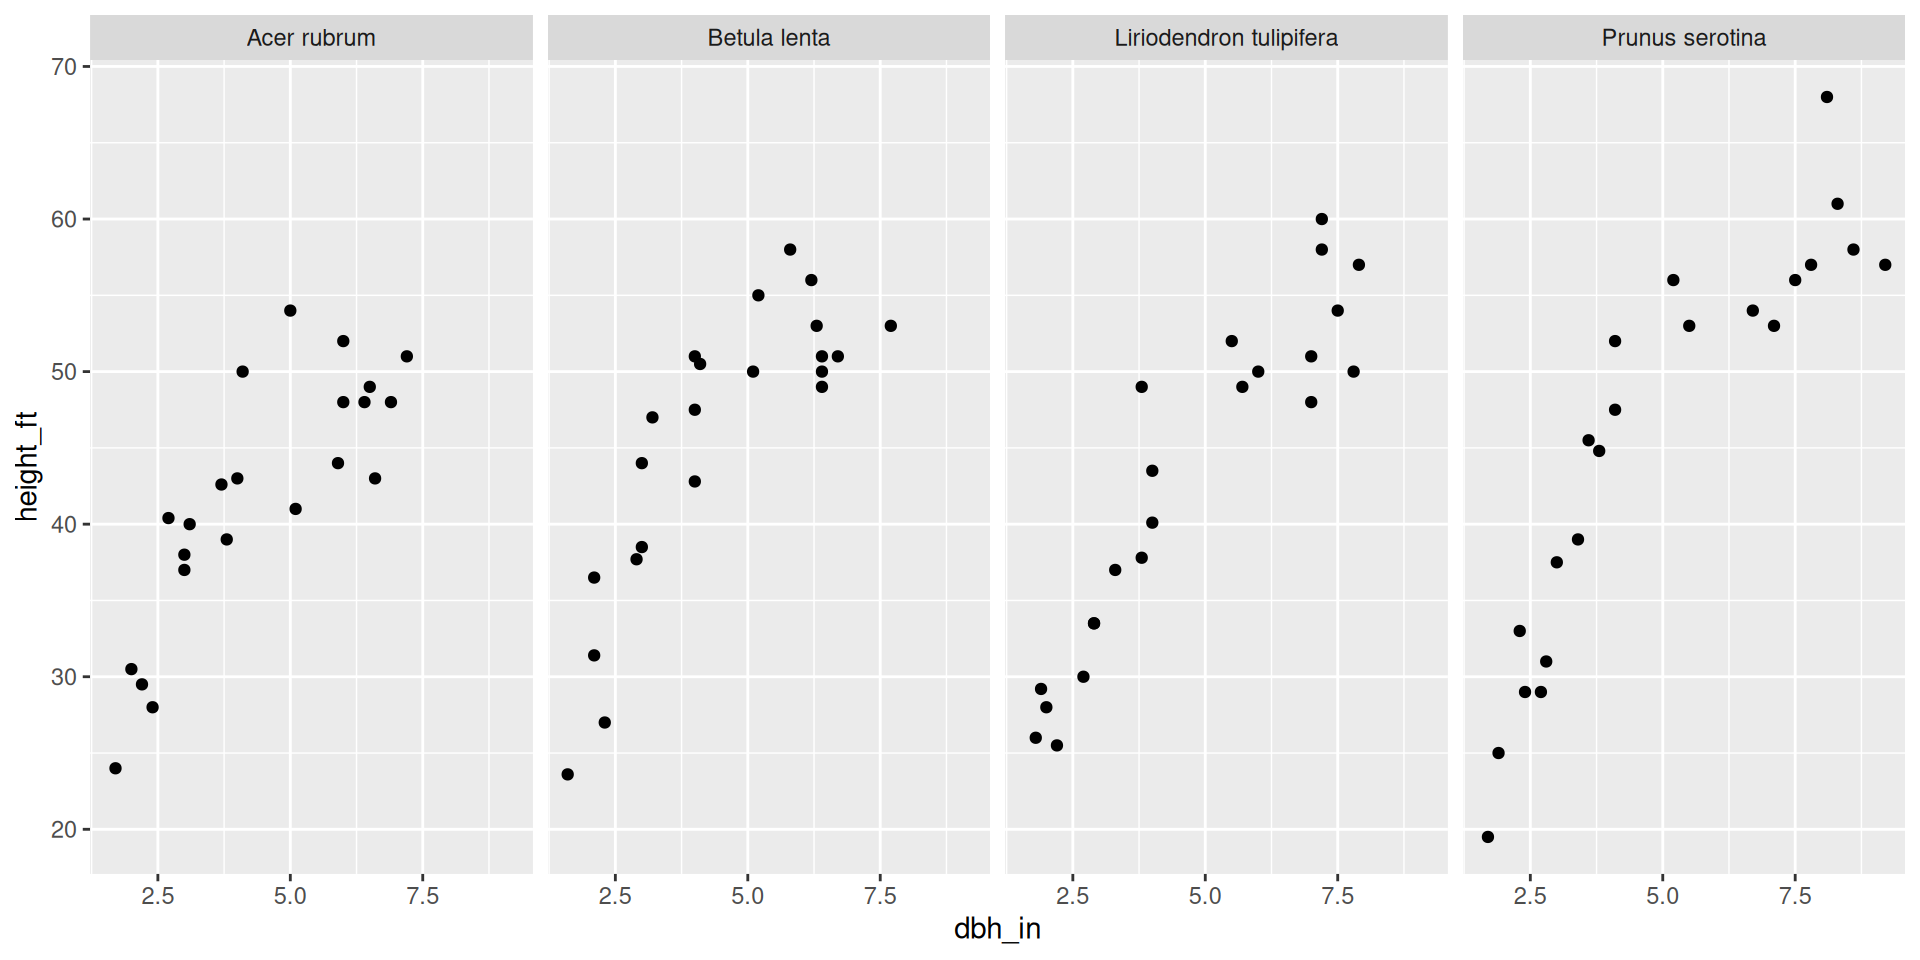 Acer rubrum
Betula lenta
Liriodendron tulipifera
Prunus serotina
70
60
50
40
30
20
height_ft
2.5 5.0 7.5
2.5 5.0 7.5
2.5 5.0 7.5
2.5 5.0 7.5
dbh_in